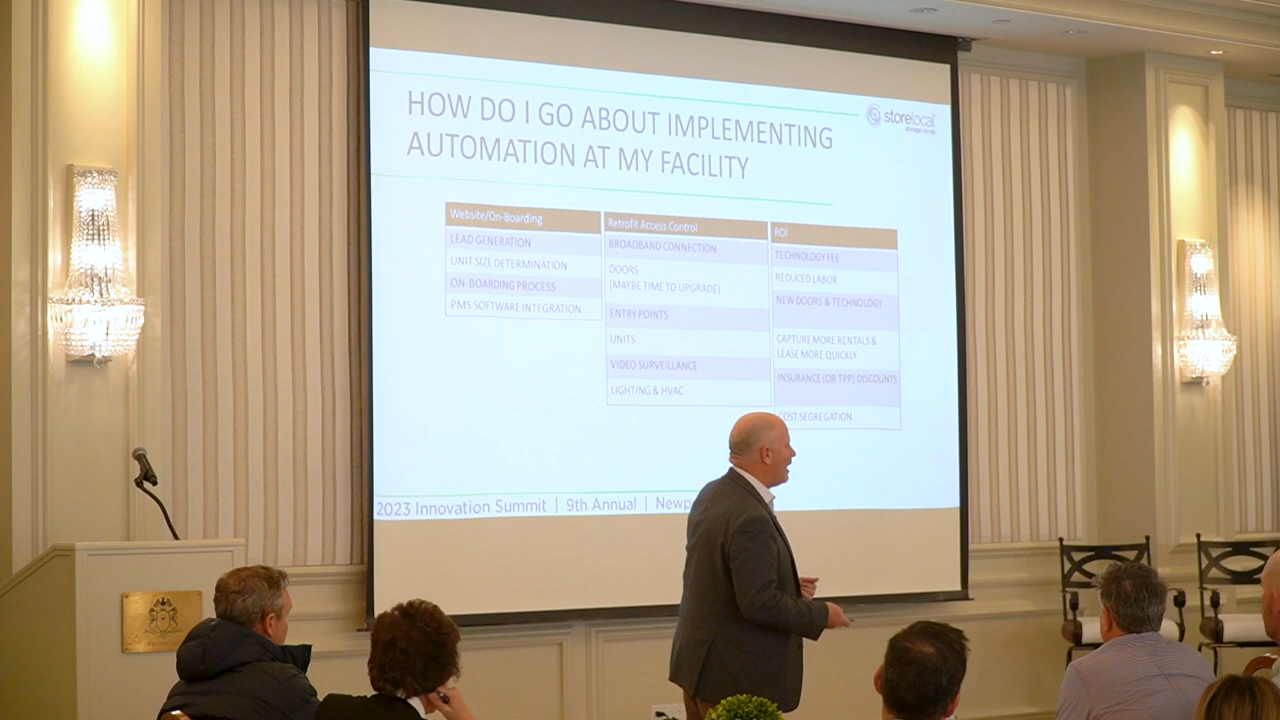 HOW DO I GO ABOUT IMPLEMENTING
AUTOMATION AT MY FACILITY
storelocal
storage co-op
Website/On-Boarding
LEAD GENERATION
UNIT SIZE DETERMINATION
ON-BOARDING PROCESS
PMS SOFTWARE INTEGRATION
Retrofit Access Control
BROADBAND CONNECTION
DOORS
(MAYBE TIME TO UPGRADE)
ENTRY POINTS
UNITS
VIDEO SURVEILLANCE
LIGHTING & HVAC
ROI
TECHNOLOGY FEE
REDUCED LABOR
NEW DOORS & TECHNOLOGY
CAPTURE MORE RENTALS &
LEASE MORE QUICKLY
INSURANCE (OR TPP) DISCOUNTS
COST SEGREGATION
2023 Innovation Summit | 9th Annual | Newp